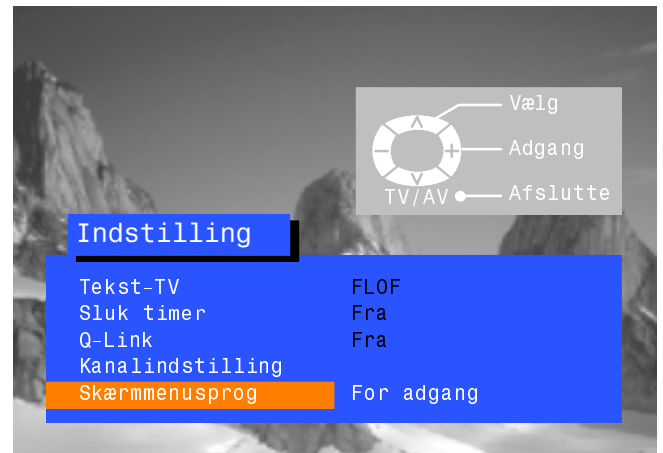 Vælg
Adgang
TV/AV Afslutte
Indstilling
Tekst-TV FLOF
Sluk timer Fra
Q-Link Fra
Kanalindstilling
Skærmmenusprog For adgang